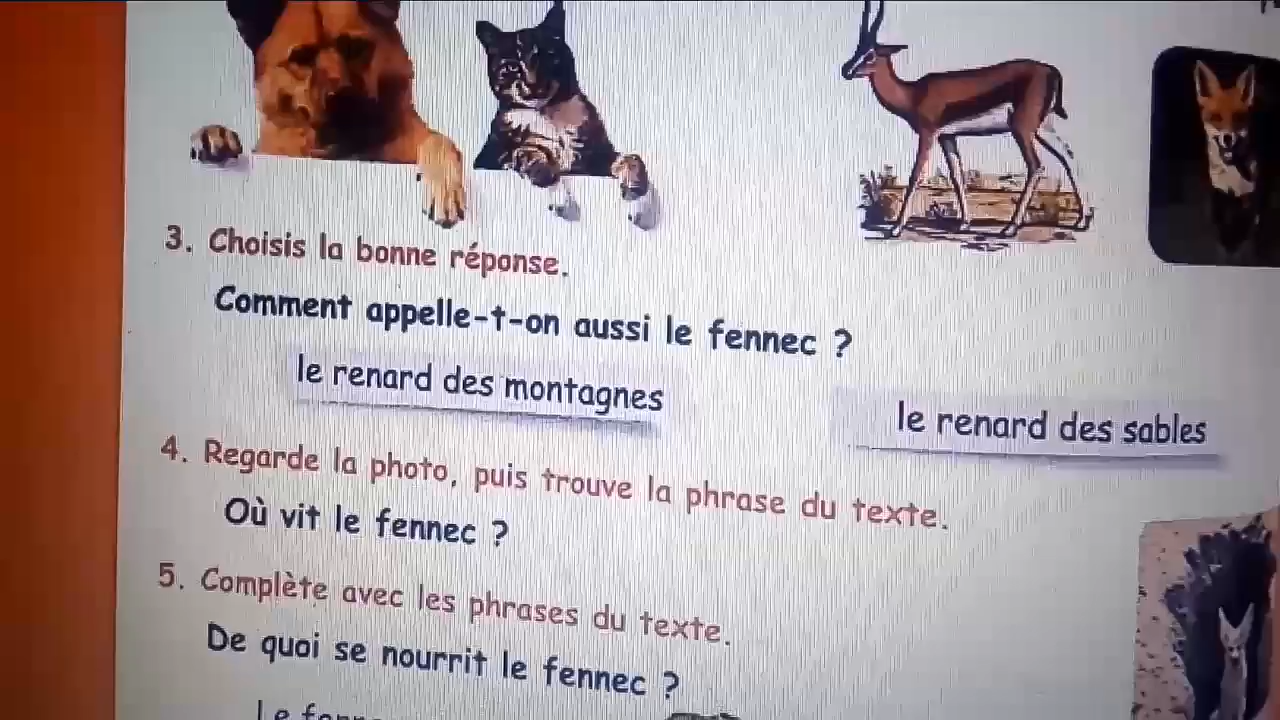 3. Choisis la bonne réponse.
Comment appelle-t-on aussi le fennec ?
le renard des montagnes
le renard des sables
4. Regarde la photo, puis trouve la phrase du texte.
Où vit le fennec ?
5. Complète avec les phrases du texte.
De quoi se nourrit le fennec ?
Le